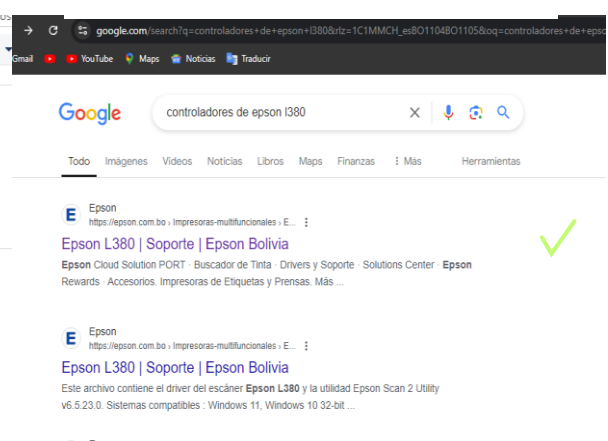 os
google.com/search?q=controladores+de+epson+l380&rlz=1C1MMCH_esBO1104BO1105&oq=controladores+de+epso
Gmail YouTube Maps Noticias Traducir
Google controladores de epson l380
Todo Imágenes Videos Noticias Libros Maps Finanzas Más Herramientas
E Epson
https://epson.com.bo › Impresoras-multifuncionales › E...
Epson L380 | Soporte | Epson Bolivia
Epson Cloud Solution PORT · Buscador de Tinta · Drivers y Soporte · Solutions Center · Epson
Rewards · Accesorios. Impresoras de Etiquetas y Prensas. Más ...
E Epson
https://epson.com.bo › Impresoras-multifuncionales › E...
Epson L380 | Soporte | Epson Bolivia
Este archivo contiene el driver del escáner Epson L380 y la utilidad Epson Scan 2 Utility
v6.5.23.0. Sistemas compatibles : Windows 11, Windows 10 32-bit ...